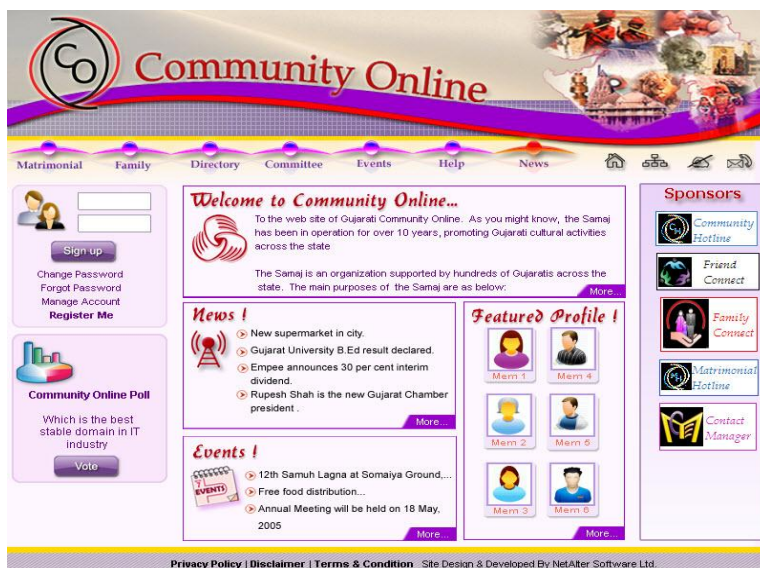 CO Community Online
Matrimonial Family Directory Committee Events Help News
Sign up
Change Password
Forgot Password
Manage Account
Register Me
Community Online Poll
Which is the best
stable domain in IT
industry
Vote
Welcome to Community Online...
To the web site of Gujarati Community Online. As you might know, the Samaj
has been in operation for over 10 years, promoting Gujarati cultural activities
across the state
The Samaj is an organization supported by hundreds of Gujaratis across the
state. The main purposes of the Samaj are as below:
More...
News !
New supermarket in city.
Gujarat University B.Ed result declared.
Empee announces 30 per cent interim
dividend.
Rupesh Shah is the new Gujarat Chamber
president .
More...
Events !
EVENTS
12th Samuh Lagna at Somaiya Ground,...
Free food distribution...
Annual Meeting will be held on 18 May,
2005
More...
Featured Profile !
Mem 1 Mem 4
Mem 2 Mem 5
Mem 3 Mem 6
More...
Sponsors
Community
Hotline
Friend
Connect
Family
Connect
Matrimonial
Hotline
Contact
Manager
Privacy Policy | Disclaimer | Terms & Condition Site Design & Developed By NetAlter Software Ltd.